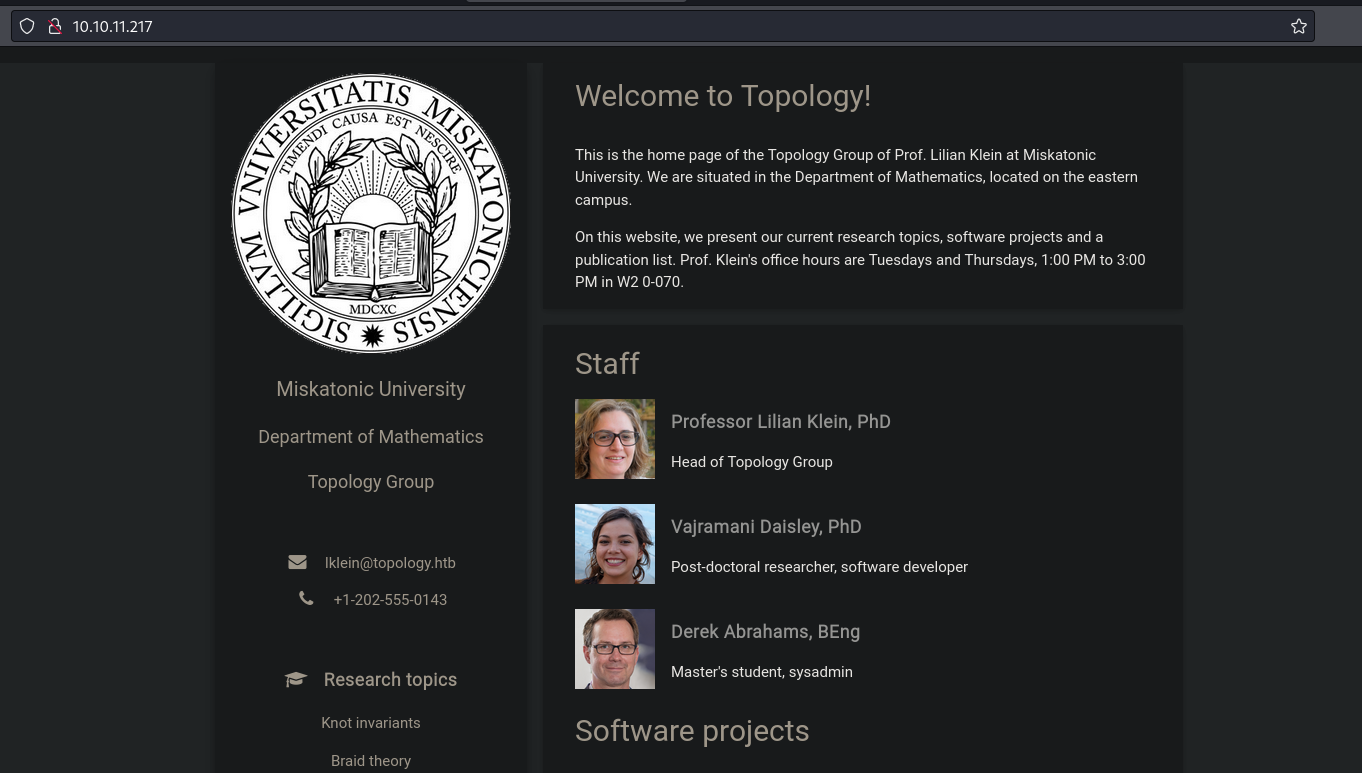 10.10.11.217
SIGILLVM VNIVERSITATIS MISKATONICIENSIS
TIMENDI CAUSA EST NESCIRE
MDCXC
Miskatonic University
Department of Mathematics
Topology Group
lklein@topology.htb
+1-202-555-0143
Research topics
Knot invariants
Braid theory
Welcome to Topology!
This is the home page of the Topology Group of Prof. Lilian Klein at Miskatonic
University. We are situated in the Department of Mathematics, located on the eastern
campus.
On this website, we present our current research topics, software projects and a
publication list. Prof. Klein's office hours are Tuesdays and Thursdays, 1:00 PM to 3:00
PM in W2 0-070.
Staff
Professor Lilian Klein, PhD
Head of Topology Group
Vajramani Daisley, PhD
Post-doctoral researcher, software developer
Derek Abrahams, BEng
Master's student, sysadmin
Software projects